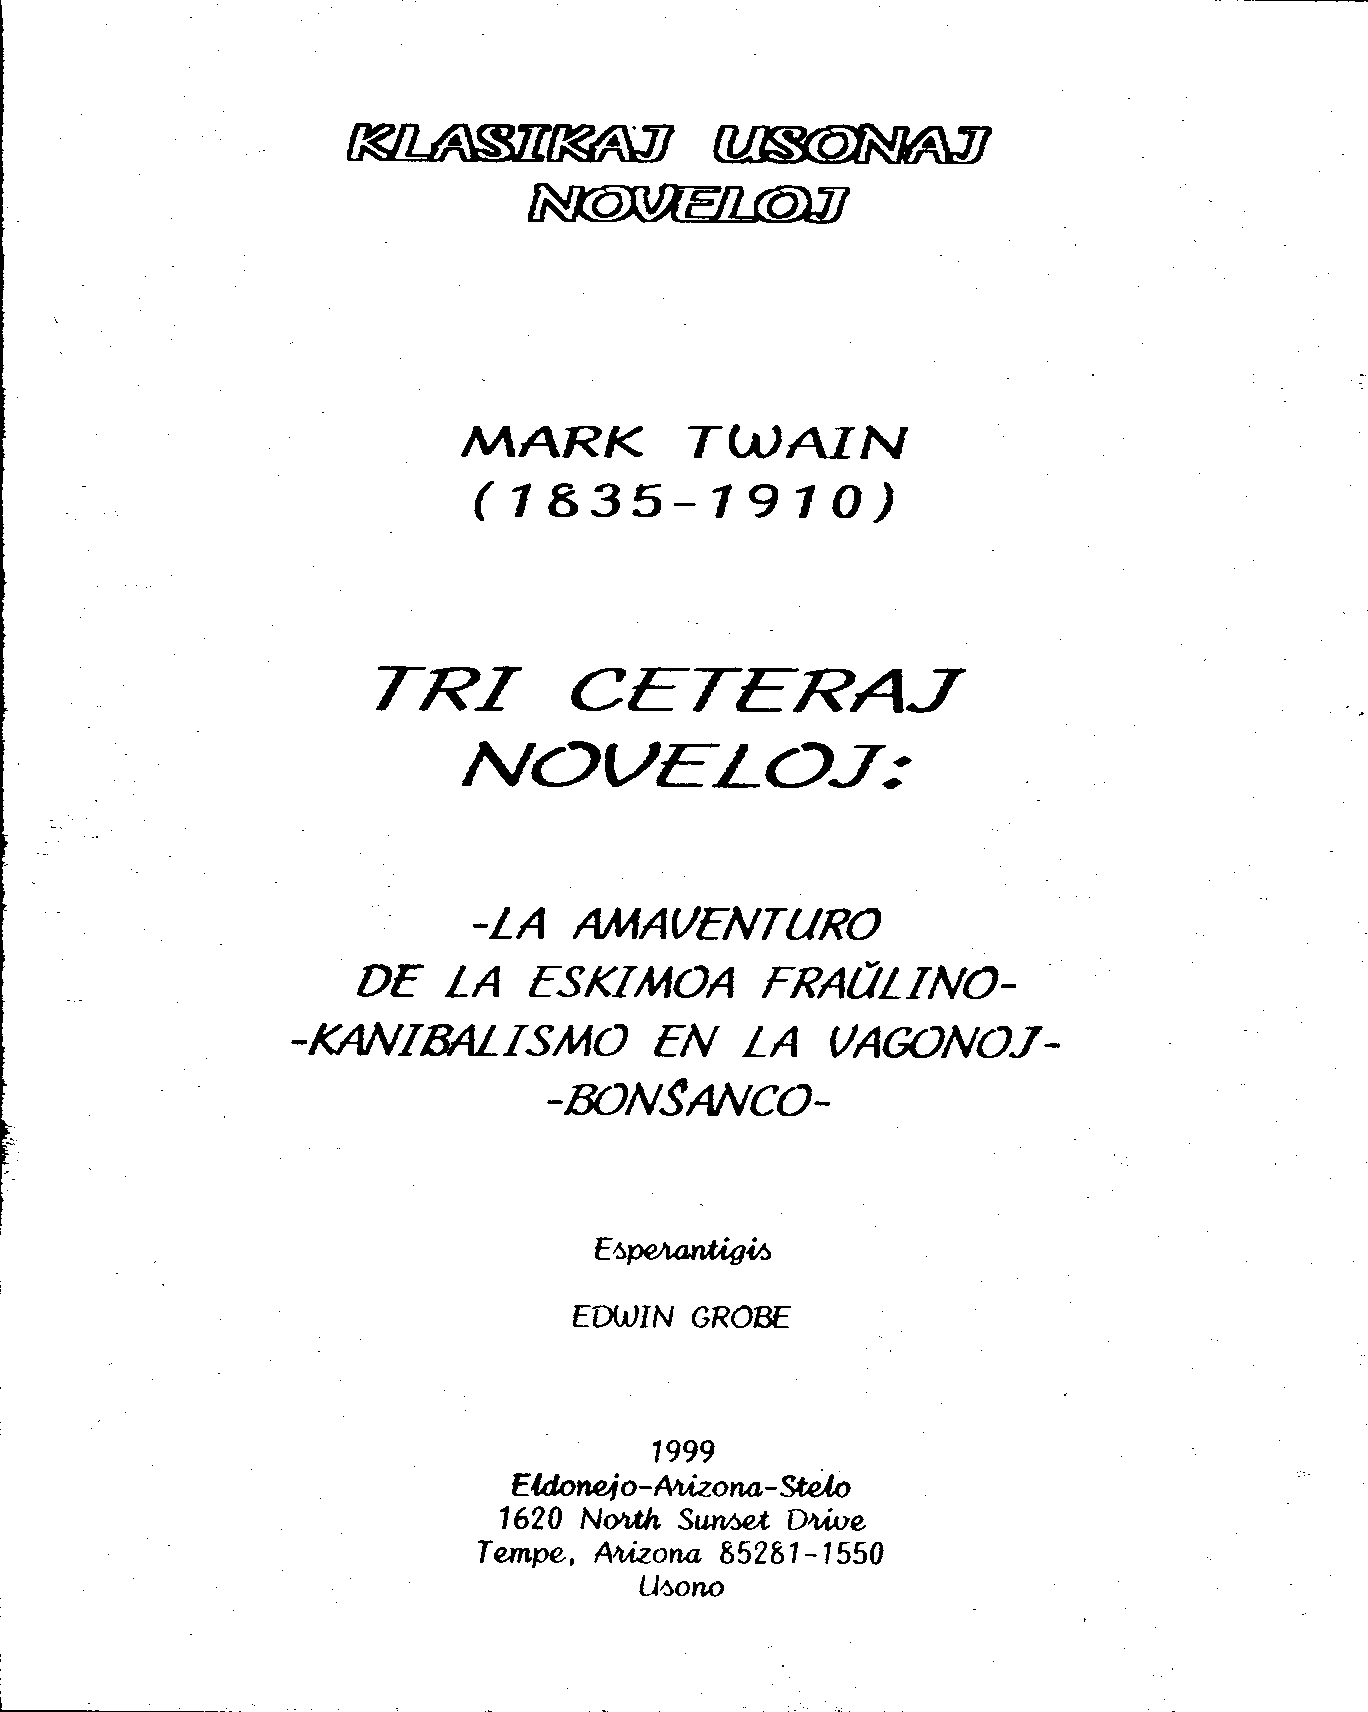 KLASIKAJ USONAJ
NOVELOJ
MARK TWAIN
(1835-1910)
TRI CETERAJ
NOVELOJ:
-LA AMAVENTURO
DE LA ESKIMOA FRAŬLINO-
-KANIBALISMO EN LA VAGONOJ-
-BONŜANCO-
Esperantigis
EDWIN GROBE
1999
Eldonejo-Arizona-Stelo
1620 North Sunset Drive
Tempe, Arizona 85281-1550
Usono